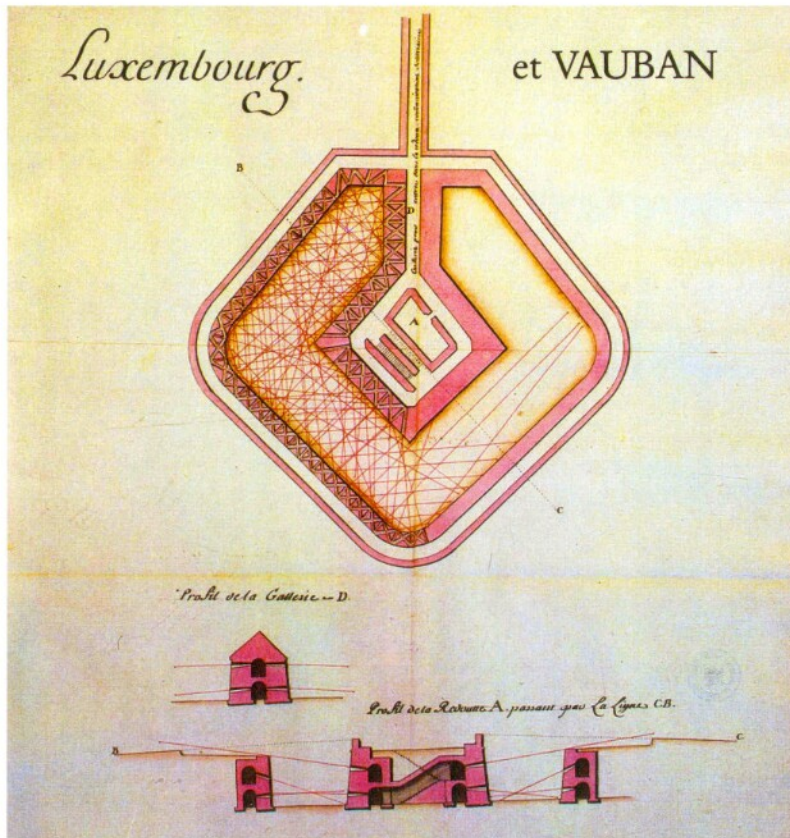 Luxembourg. et VAUBAN
B
D
A
C
Profil de la Gallerie - D.
Profil de la Redoutte A. passant par La Ligne CB.
B
C